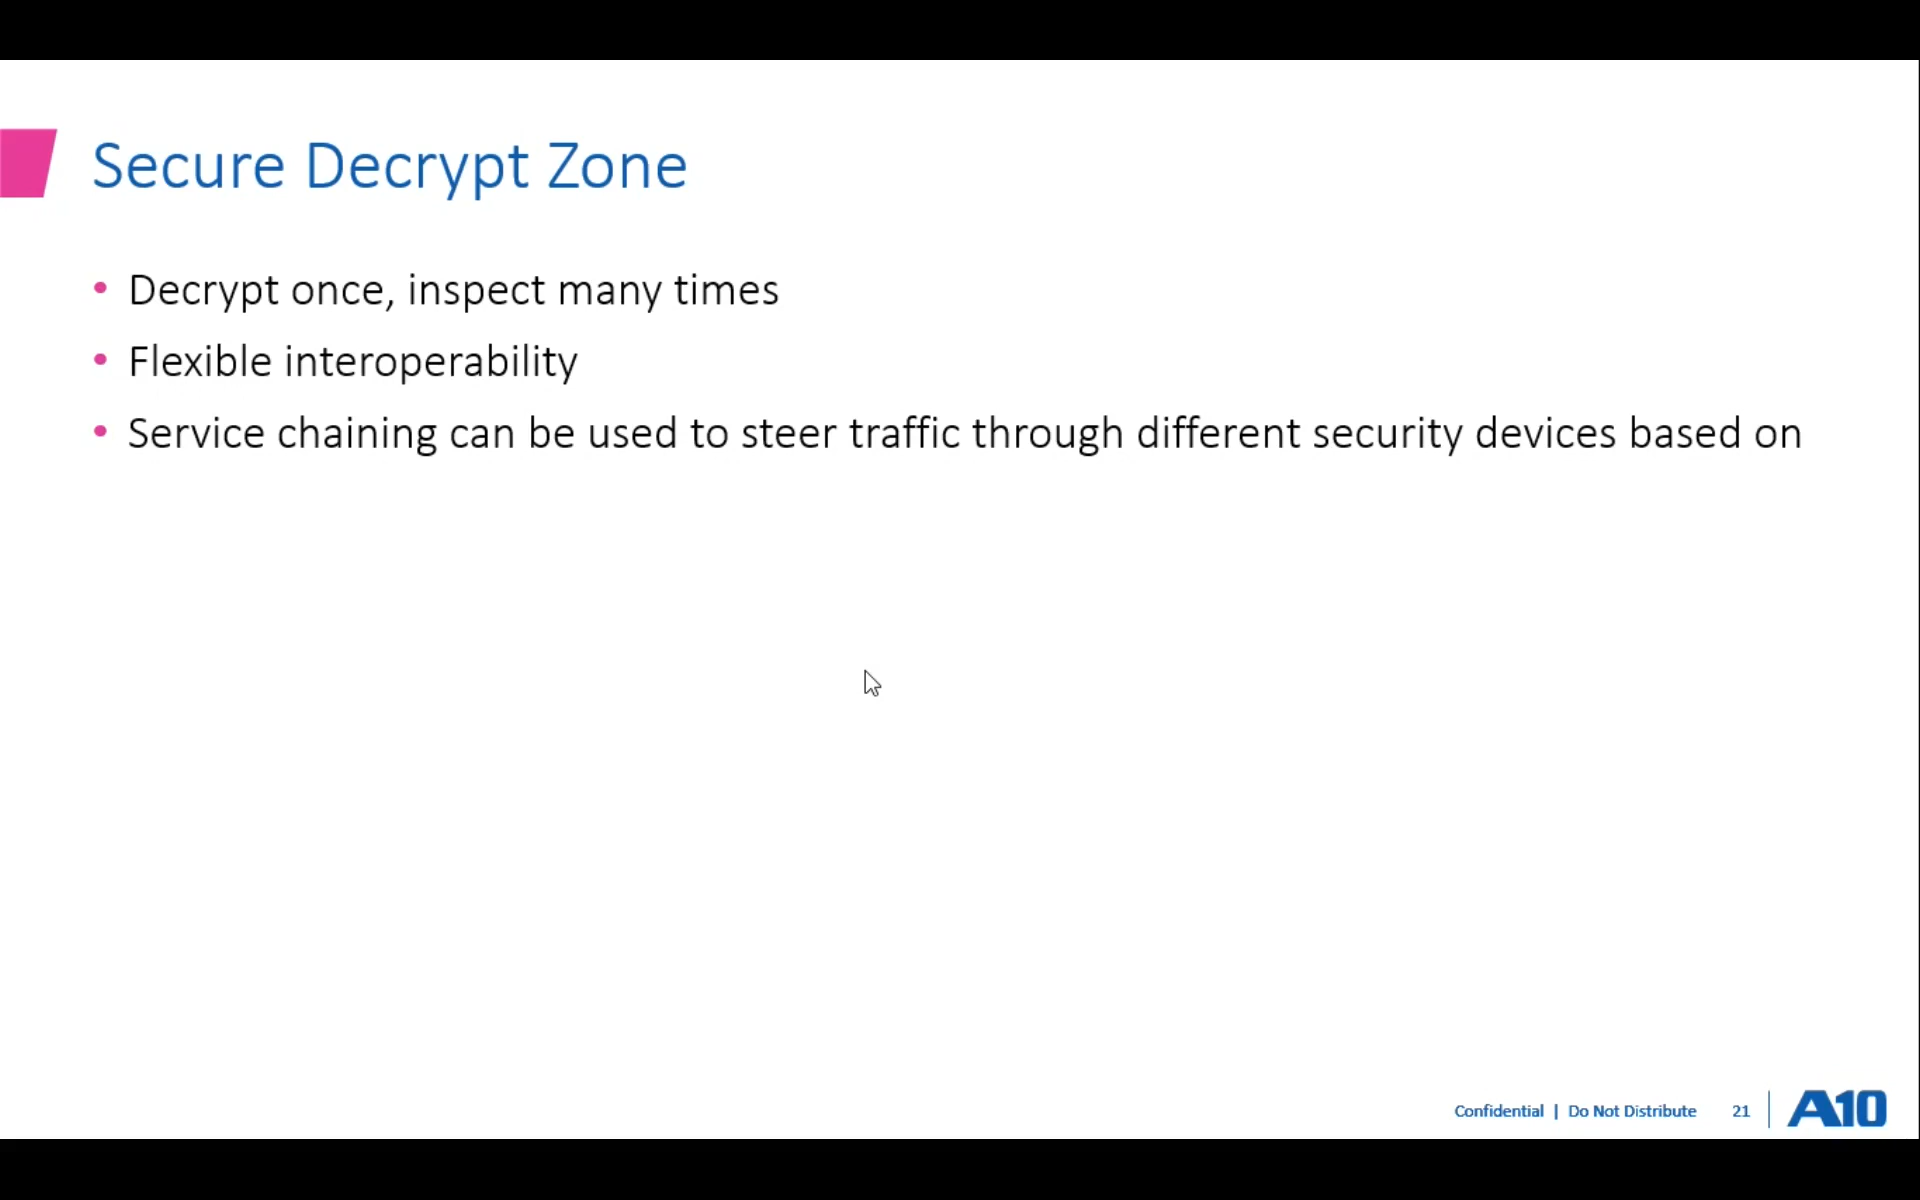 Secure Decrypt Zone
• Decrypt once, inspect many times
• Flexible interoperability
• Service chaining can be used to steer traffic through different security devices based on
Confidential | Do Not Distribute 21 A10